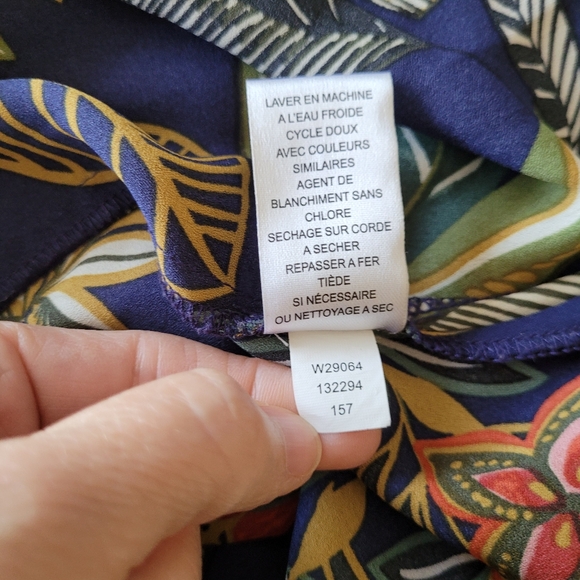 LAVER EN MACHINE
A L'EAU FROIDE
CYCLE DOUX
AVEC COULEURS
SIMILAIRES
AGENT DE
BLANCHIMENT SANS
CHLORE
SECHAGE SUR CORDE
A SECHER
REPASSER A FER
TIÈDE
SI NÉCESSAIRE
OU NETTOYAGE A SEC
W29064
132294
157